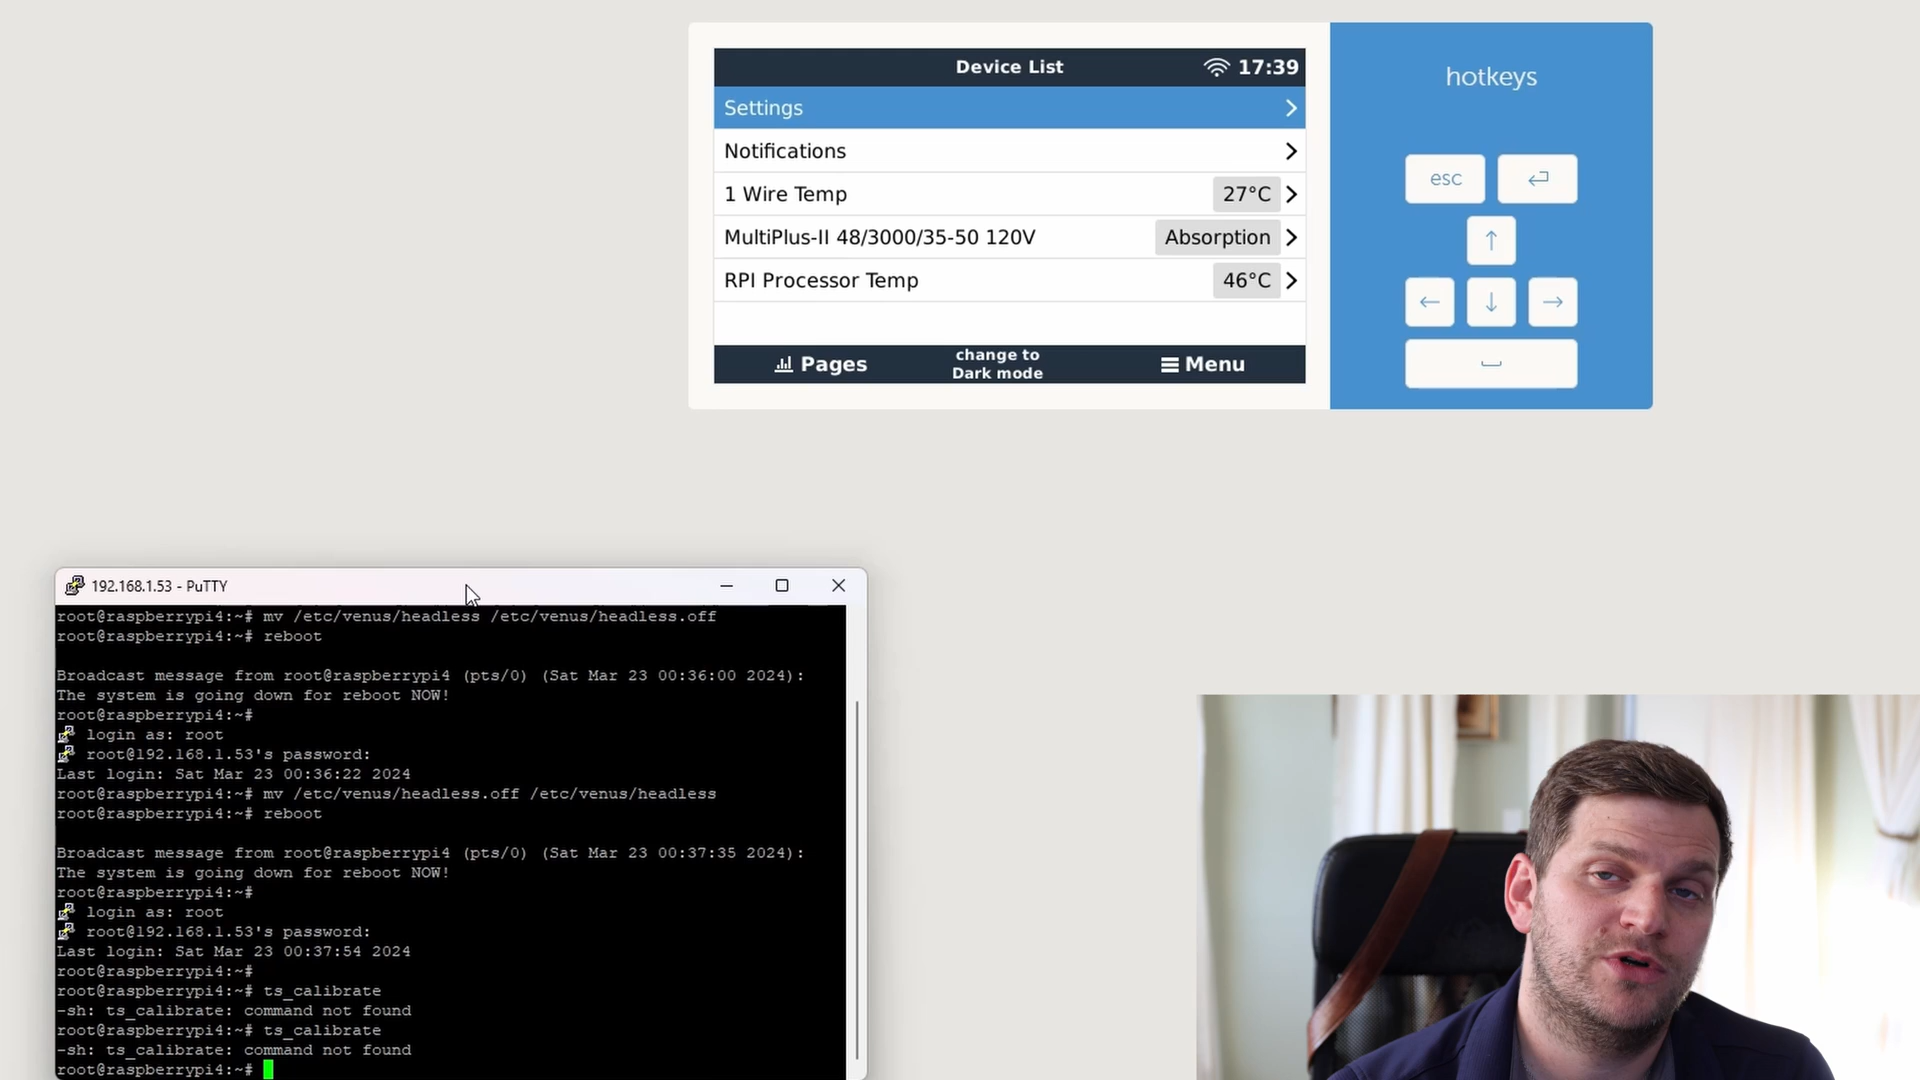 Device List
17:39
hotkeys
Settings
Notifications
1 Wire Temp
27°C
MultiPlus-II 48/3000/35-50 120V
Absorption
RPI Processor Temp
46°C
Pages
change to
Dark mode
Menu
esc
192.168.1.53 - PuTTY
root@raspberrypi4:~# mv /etc/venus/headless /etc/venus/headless.off
root@raspberrypi4:~# reboot
Broadcast message from root@raspberrypi4 (pts/0) (Sat Mar 23 00:36:00 2024):
The system is going down for reboot NOW!
root@raspberrypi4:~#
login as: root
root@192.168.1.53's password:
Last login: Sat Mar 23 00:36:22 2024
root@raspberrypi4:~# mv /etc/venus/headless.off /etc/venus/headless
root@raspberrypi4:~# reboot
Broadcast message from root@raspberrypi4 (pts/0) (Sat Mar 23 00:37:35 2024):
The system is going down for reboot NOW!
root@raspberrypi4:~#
login as: root
root@192.168.1.53's password:
Last login: Sat Mar 23 00:37:54 2024
root@raspberrypi4:~#
root@raspberrypi4:~# ts_calibrate
-sh: ts_calibrate: command not found
root@raspberrypi4:~# ts_calibrate
-sh: ts_calibrate: command not found
root@raspberrypi4:~#